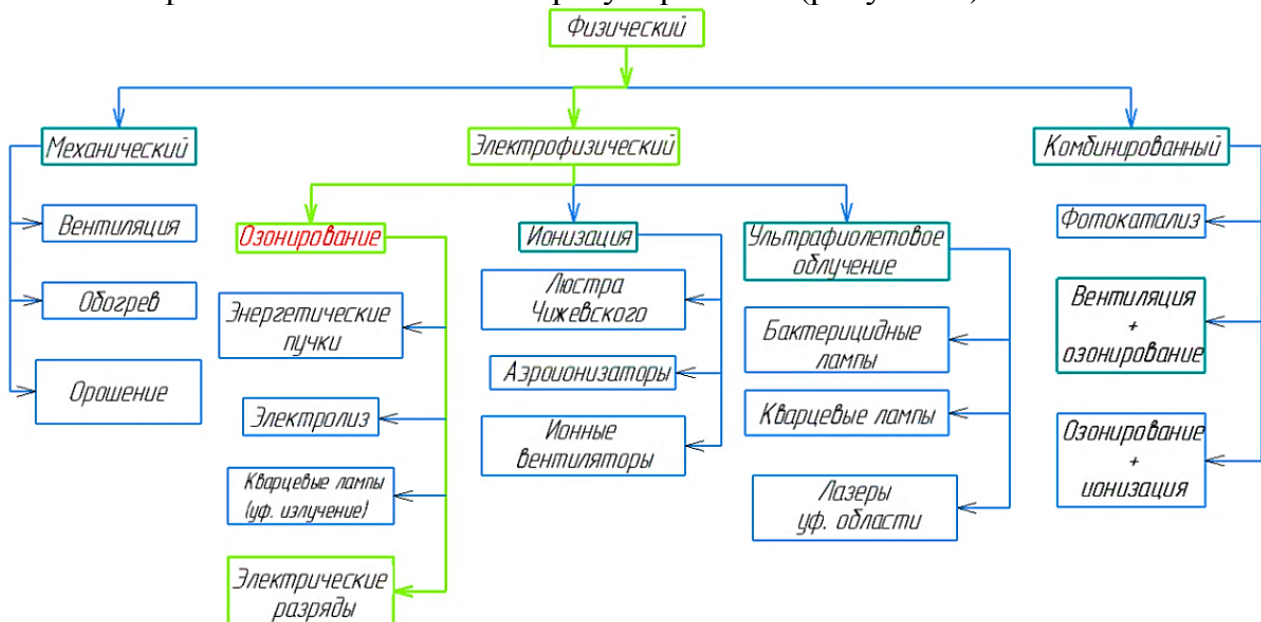 Физический
Механический
Электрофизический
Комбинированный
Вентиляция
Обогрев
Орошение
Озонирование
Энергетические
пучки
Электролиз
Кварцевые лампы
(уф. излучение)
Электрические
разряды
Ионизация
Люстра
Чижевского
Аэроионизаторы
Ионные
вентиляторы
Ультрафиолетовое
облучение
Бактерицидные
лампы
Кварцевые лампы
Лазеры
уф. области
Фотокатализ
Вентиляция
+
озонирование
Озонирование
+
ионизация